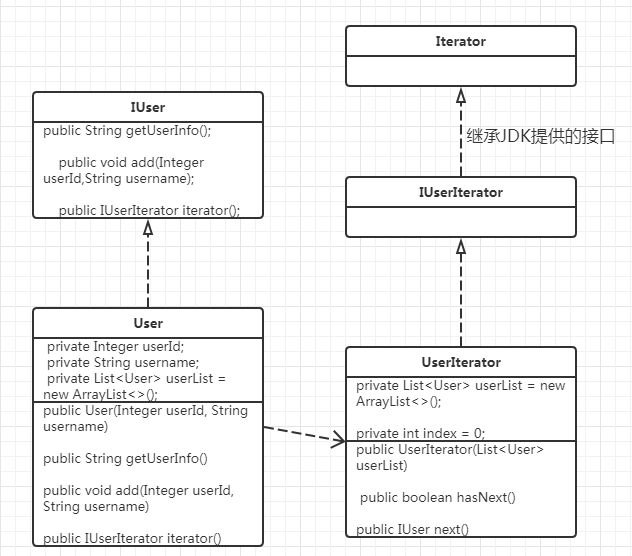 Iterator
继承JDK提供的接口
IUserIterator
IUser
public String getUserInfo();
public void add(Integer
userId,String username);
public IUserIterator iterator();
User
private Integer userId;
private String username;
private List<User> userList =
new ArrayList<>();
public User(Integer userId, String
username)
public String getUserInfo()
public void add(Integer userId,
String username)
public IUserIterator iterator()
UserIterator
private List<User> userList = new
ArrayList<>();
private int index = 0;
public UserIterator(List<User>
userList)
public boolean hasNext()
public IUser next()